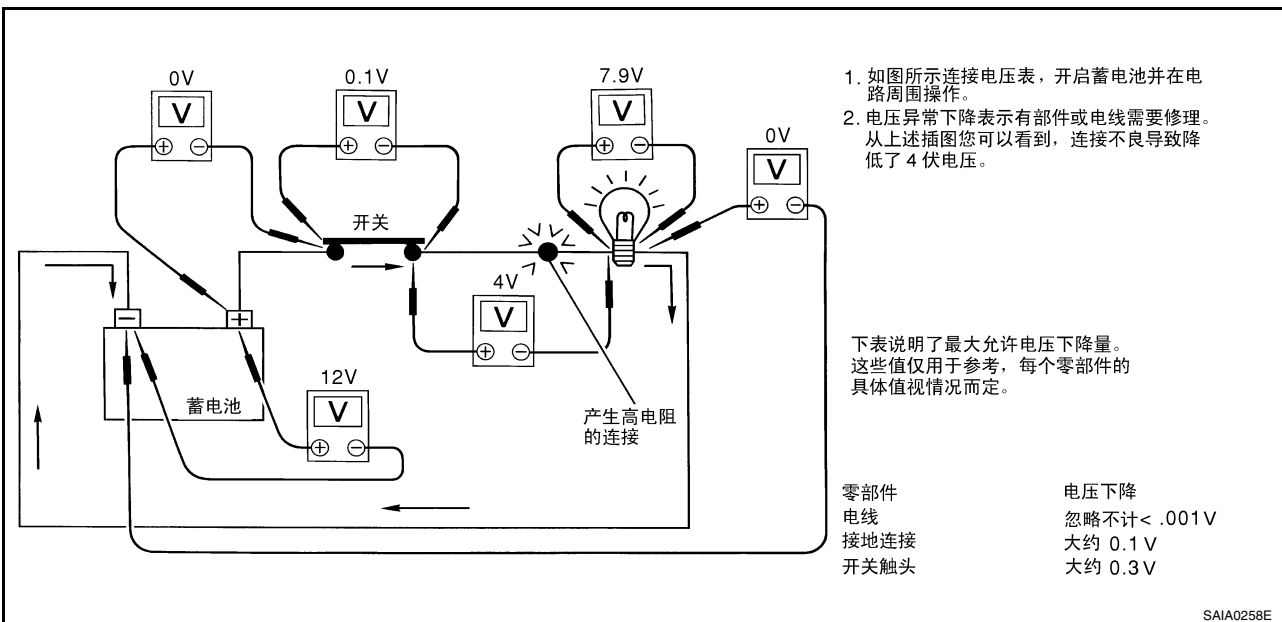 0V
0.1V
7.9V
0V
V
V
V
V
+ -
+ -
+ -
+ -
开关
4V
V
+ -
- +
12V
V
+ -
蓄电池
产生高电阻
的连接
1. 如图所示连接电压表，开启蓄电池并在电
路周围操作。
2. 电压异常下降表示有部件或电线需要修理。
从上述插图您可以看到，连接不良导致降
低了 4 伏电压。
下表说明了最大允许电压下降量。
这些值仅用于参考，每个零部件的
具体值视情况而定。
零部件 电压下降
电线 忽略不计< .001V
接地连接 大约 0.1V
开关触头 大约 0.3V
SAIA0258E